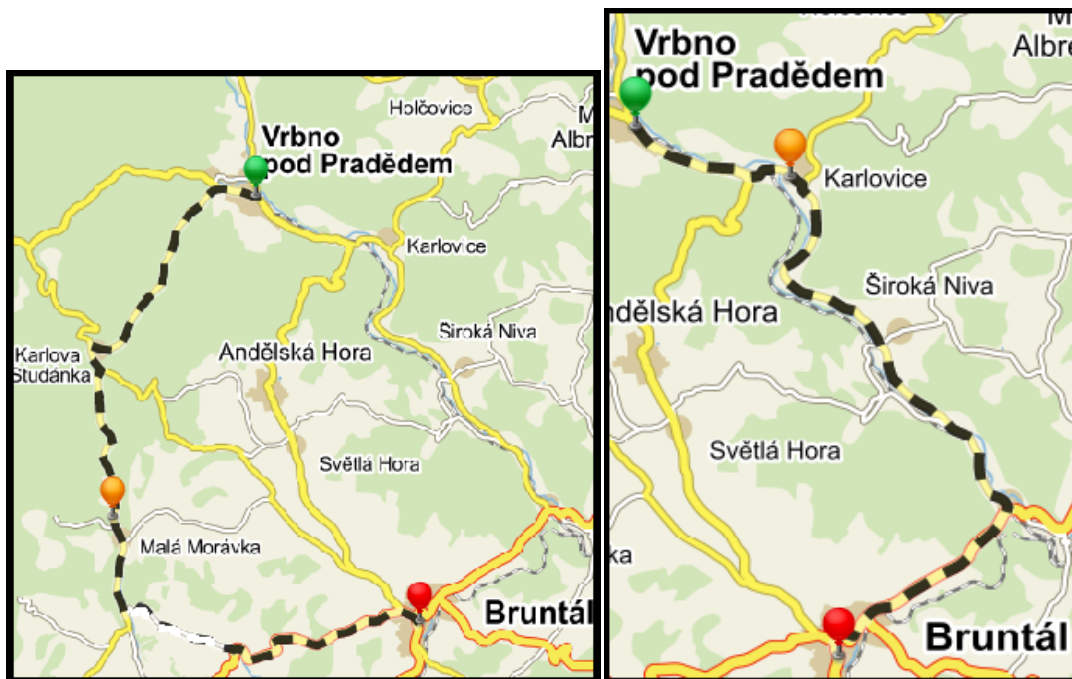 Holčovice
M
Albr
Vrbno
pod Pradědem
Karlovice
Široká Niva
Karlova
Studánka
Andělská Hora
Světlá Hora
Malá Morávka
Bruntál
M
Albre
Vrbno
pod Pradědem
Karlovice
Široká Niva
ndělská Hora
Světlá Hora
ka
Bruntál